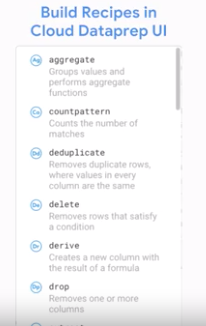 Build Recipes in
Cloud Dataprep UI
Ag aggregate
Groups values and
performs aggregate
functions
Co countpattern
Counts the number of
matches
Dd deduplicate
Removes duplicate rows,
where values in every
column are the same
De delete
Removes rows that satisfy
a condition
Dr derive
Creates a new column with
the result of a formula
Dp drop
Removes one or more
columns